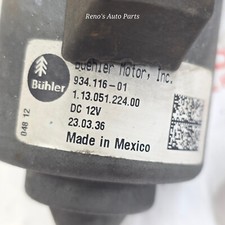 Reno's Auto Parts
Buehler Motor, Inc.
934.116-01
Bühler
1.13.051.224.00
DC 12V
23.03.36
Made in Mexico
048 12